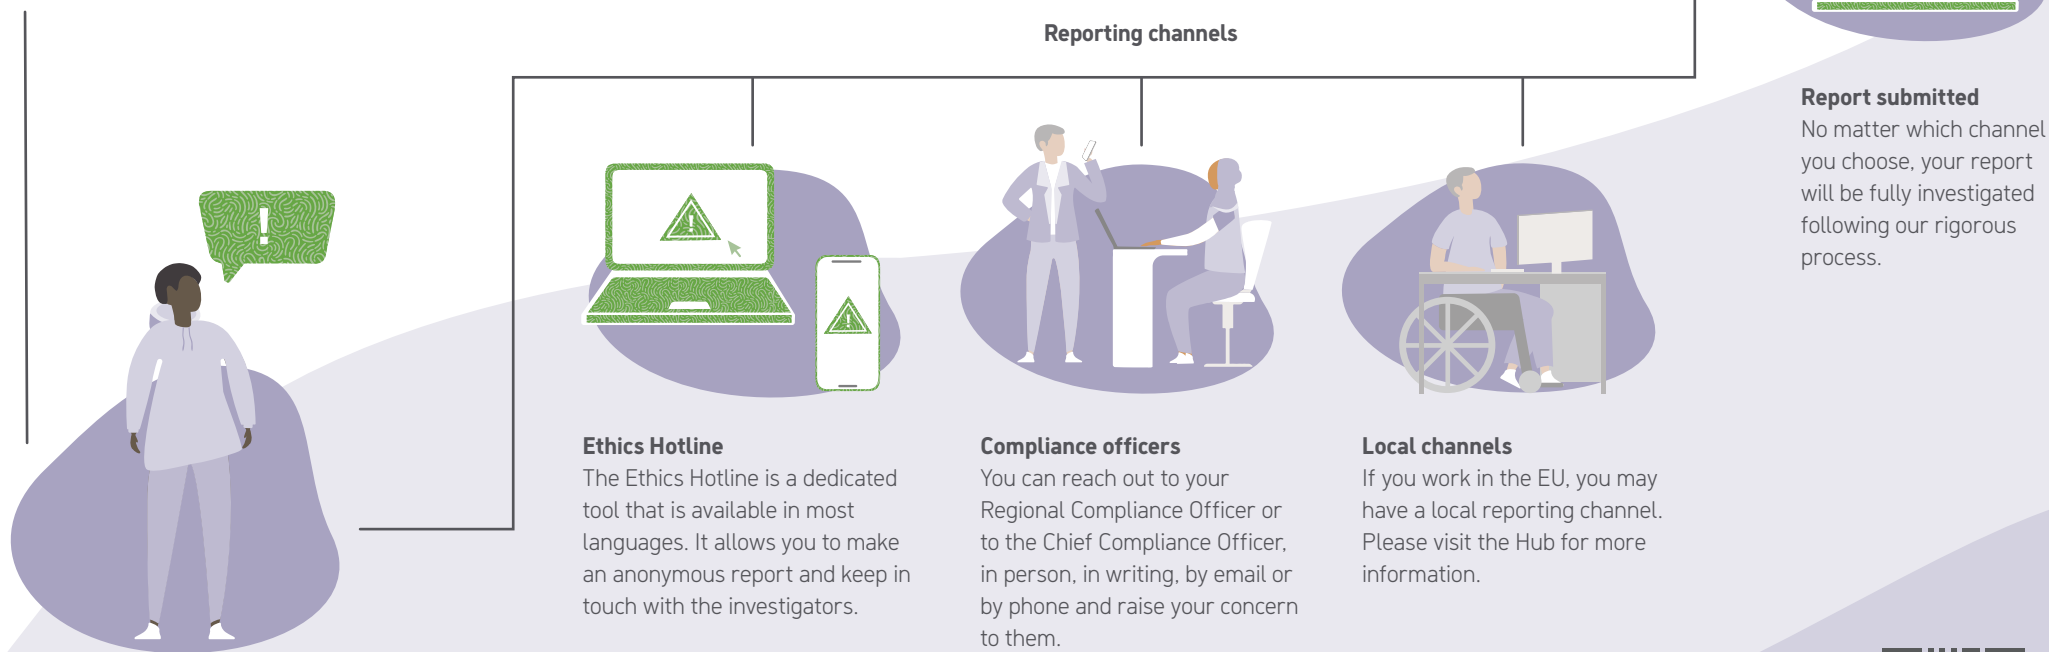 Reporting channels
Ethics Hotline
The Ethics Hotline is a dedicated
tool that is available in most
languages. It allows you to make
an anonymous report and keep in
touch with the investigators.
Compliance officers
You can reach out to your
Regional Compliance Officer or
to the Chief Compliance Officer,
in person, in writing, by email or
by phone and raise your concern
to them.
Local channels
If you work in the EU, you may
have a local reporting channel.
Please visit the Hub for more
information.
Report submitted
No matter which channel
you choose, your report
will be fully investigated
following our rigorous
process.